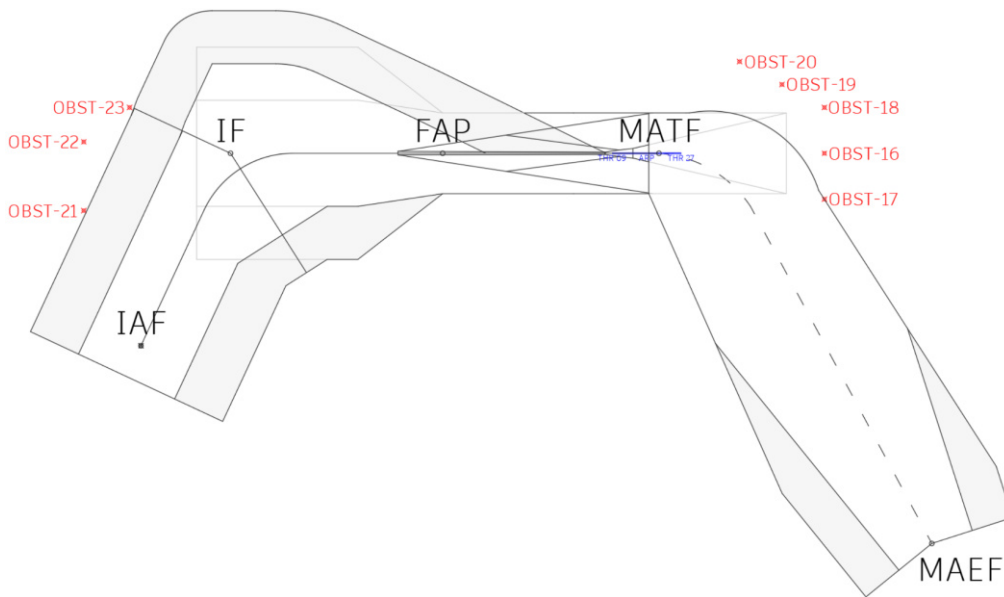 OBST-20
OBST-19
OBST-23
OBST-18
IF
FAP
MATF
OBST-22
OBST-16
THR 09
ARP
THR 27
OBST-21
OBST-17
IAF
MAEF